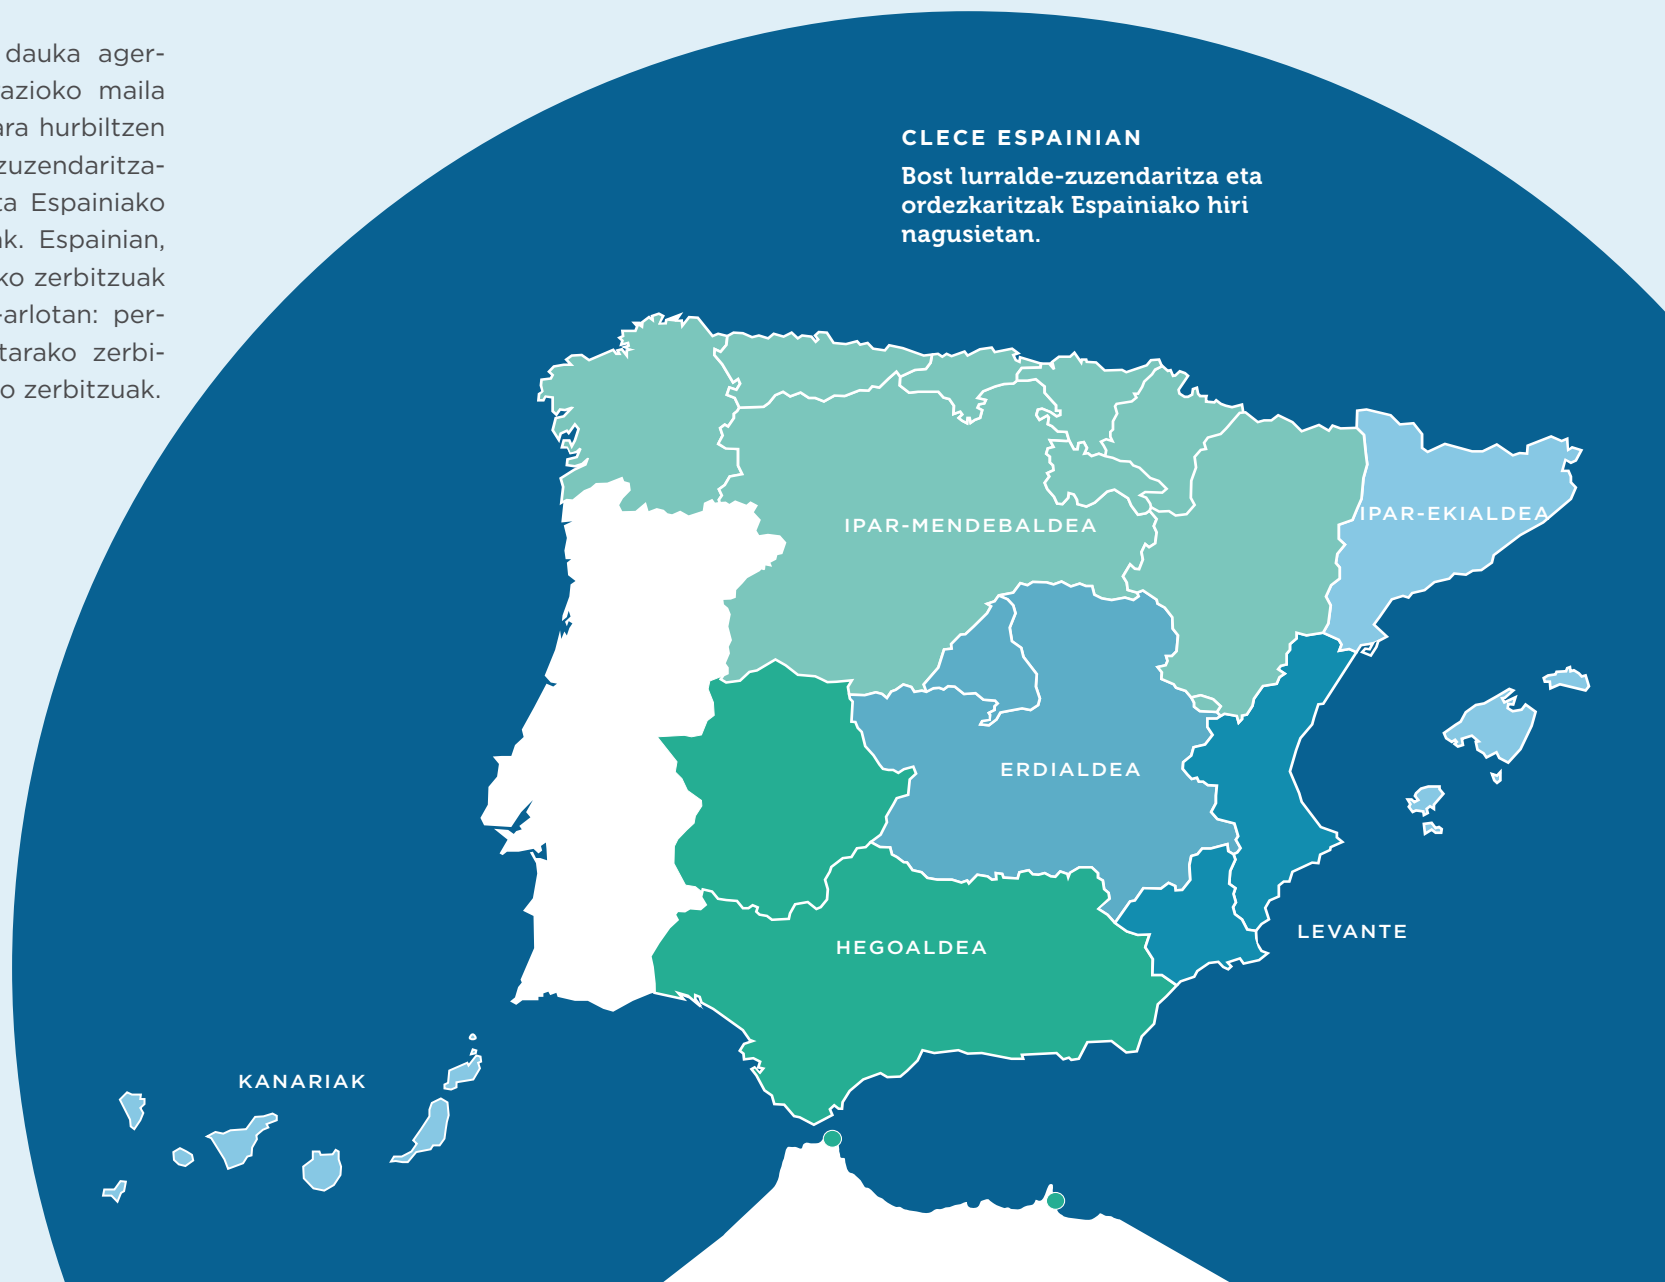 dauka ager-
azioko maila
ara hurbiltzen
zuzendaritza-
ta Espainiako
ak. Espainian,
ko zerbitzuak
-arlotan: per-
tarako zerbi-
o zerbitzuak.
CLECE ESPAINIAN
Bost lurralde-zuzendaritza eta
ordezkaritzak Espainiako hiri
nagusietan.
IPAR-MENDEBALDEA
IPAR-EKIALDEA
ERDIALDEA
LEVANTE
HEGOALDEA
KANARIAK